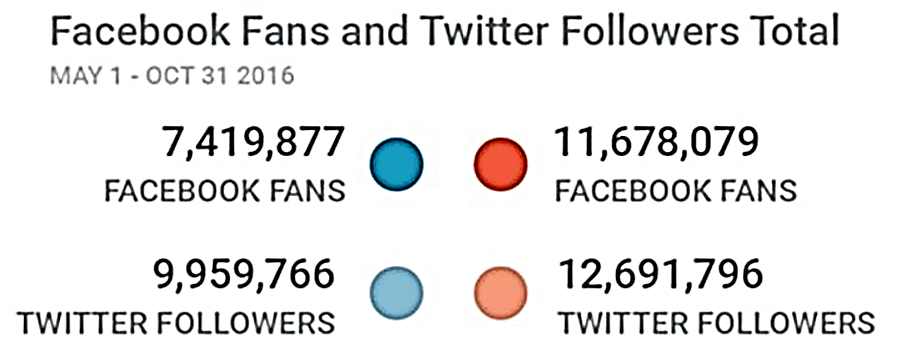 Facebook Fans and Twitter Followers Total
MAY 1 - OCT 31 2016
7,419,877
FACEBOOK FANS
11,678,079
FACEBOOK FANS
9,959,766
TWITTER FOLLOWERS
12,691,796
TWITTER FOLLOWERS